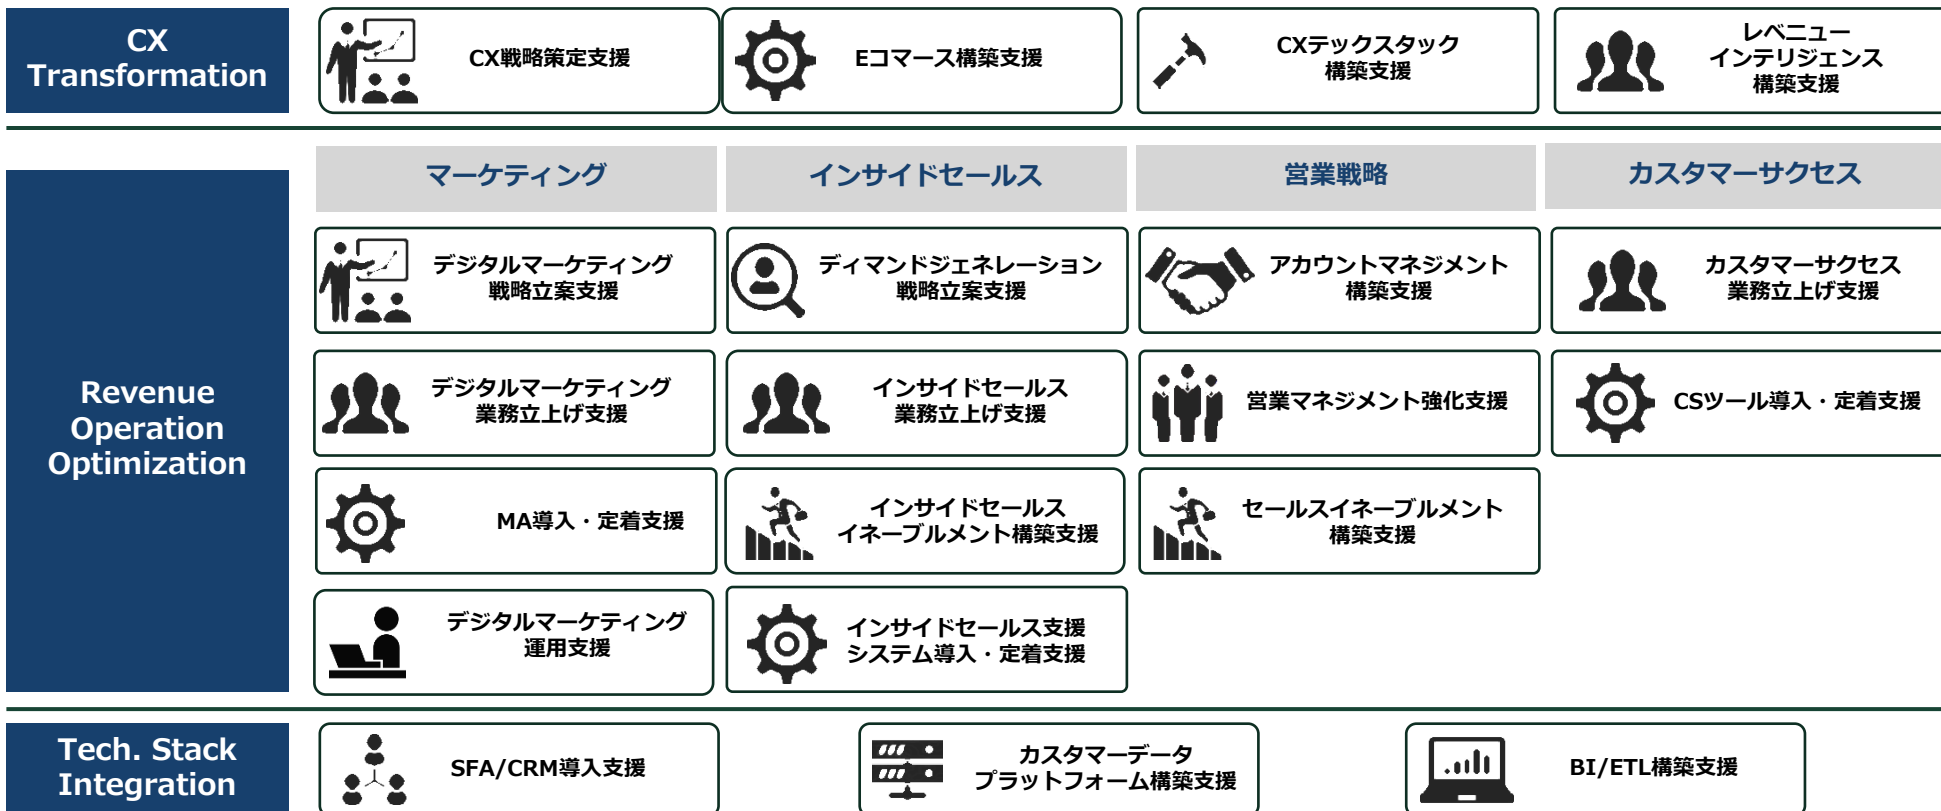 CX
Transformation
CX戦略策定支援
Eコマース構築支援
CXテックスタック
構築支援
レベニュー
インテリジェンス
構築支援
Revenue
Operation
Optimization
マーケティング
インサイドセールス
営業戦略
カスタマーサクセス
デジタルマーケティング
戦略立案支援
ディマンドジェネレーション
戦略立案支援
アカウントマネジメント
構築支援
カスタマーサクセス
業務立上げ支援
デジタルマーケティング
業務立上げ支援
インサイドセールス
業務立上げ支援
営業マネジメント強化支援
CSツール導入・定着支援
MA導入・定着支援
インサイドセールス
イネーブルメント構築支援
セールスイネーブルメント
構築支援
デジタルマーケティング
運用支援
インサイドセールス支援
システム導入・定着支援
Tech. Stack
Integration
SFA/CRM導入支援
カスタマーデータ
プラットフォーム構築支援
BI/ETL構築支援